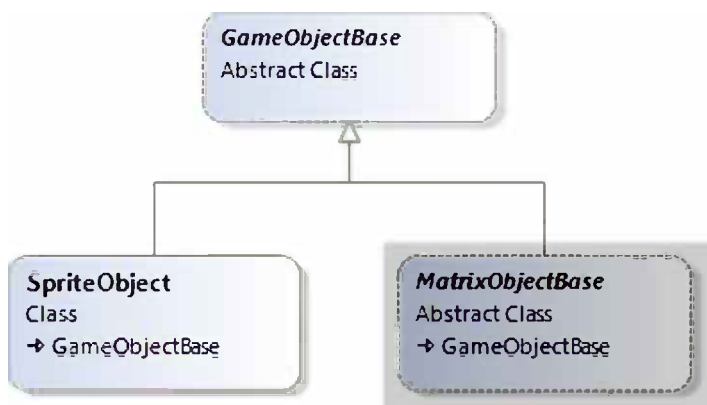 GameObjectBase
Abstract Class
SpriteObject
Class
→ GameObjectBase
MatrixObjectBase
Abstract Class
→ GameObjectBase